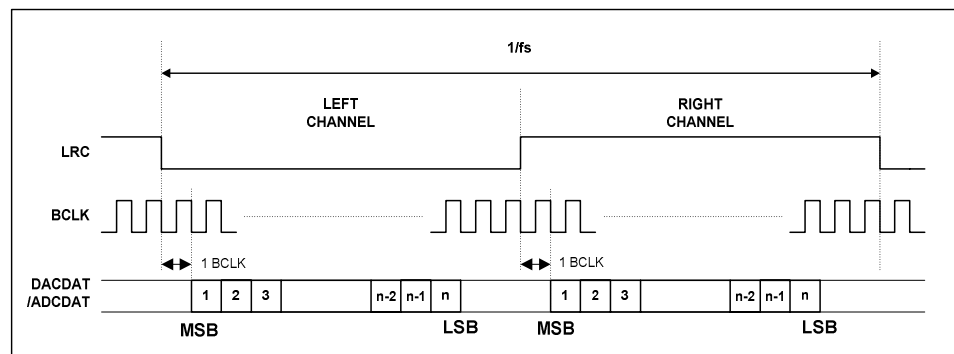 1/fs
LEFT
CHANNEL
RIGHT
CHANNEL
LRC
BCLK
1 BCLK
1 BCLK
DACDAT
/ADCDAT
1 2 3 n-2 n-1 n 1 2 3 n-2 n-1 n
MSB LSB MSB LSB